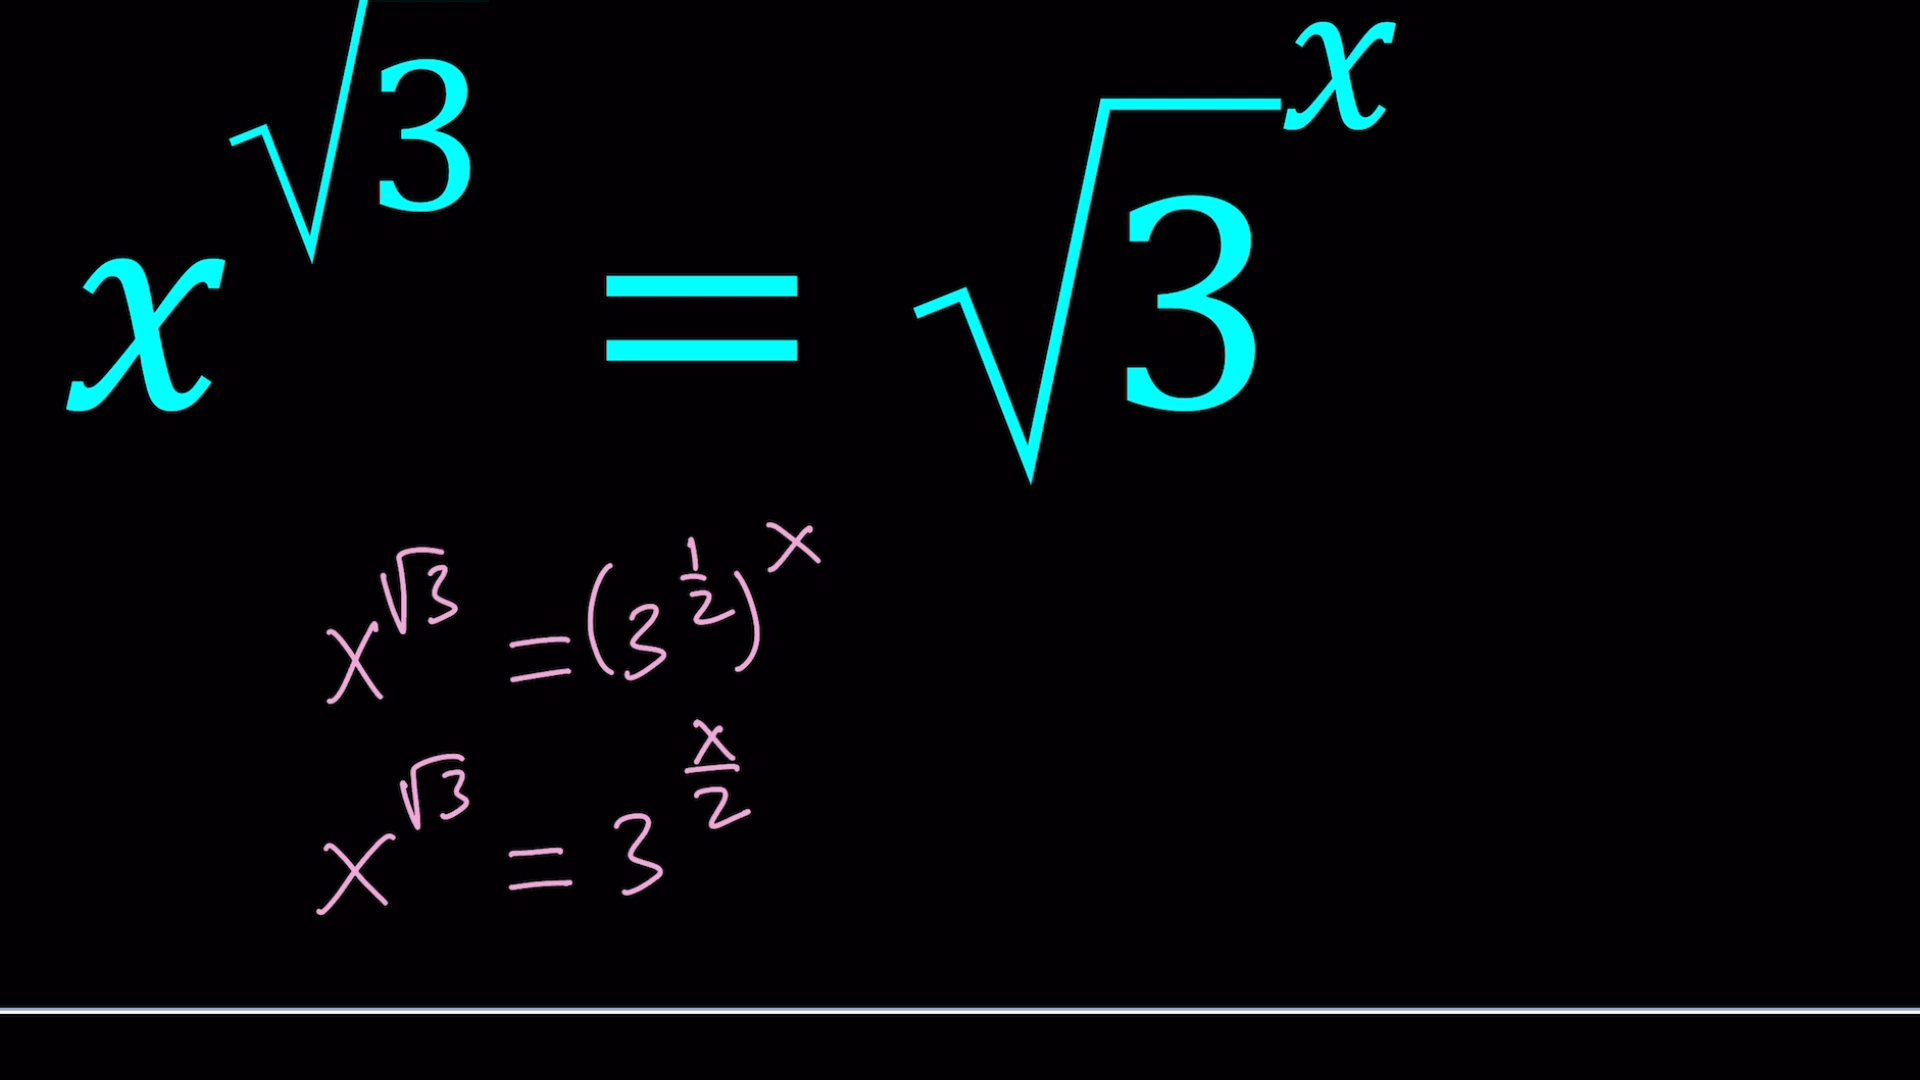 x^√3 = √3^x
x^√3 = (3^(1/2))^x
x^√3 = 3^(x/2)